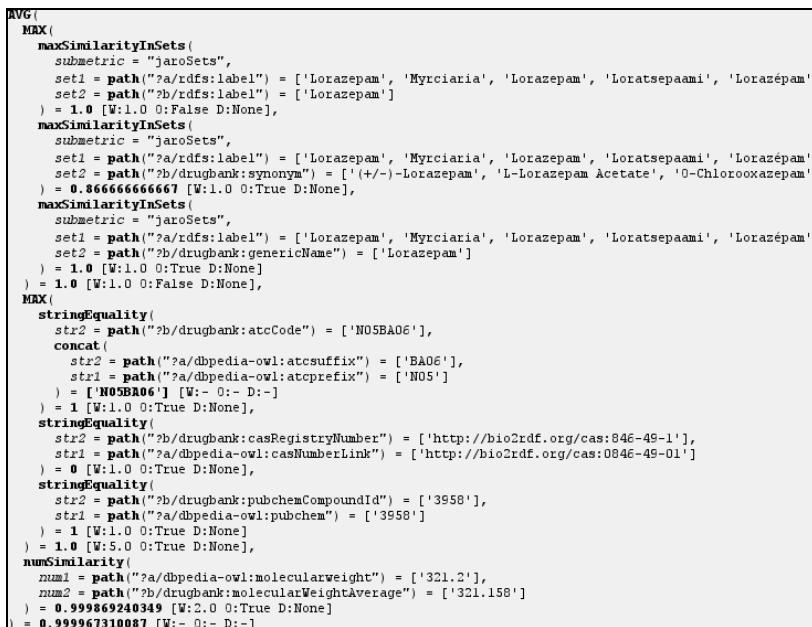 AVG(
MAX(
maxSimilarityInSets(
submetric = "jaroSets",
set1 = path("?a/rdfs:label") = ['Lorazepam', 'Myrciaria', 'Lorazepam', 'Loratsepaami', 'Lorazépam'
set2 = path("?b/rdfs:label") = ['Lorazepam']
) = 1.0 [W:1.0 O:False D:None],
maxSimilarityInSets(
submetric = "jaroSets",
set1 = path("?a/rdfs:label") = ['Lorazepam', 'Myrciaria', 'Lorazepam', 'Loratsepaami', 'Lorazépam'
set2 = path("?b/drugbank:synonym") = ['(+/-)-Lorazepam', 'L-Lorazepam Acetate', 'O-Chlorooxazepam'
) = 0.866666666667 [W:1.0 O:True D:None],
maxSimilarityInSets(
submetric = "jaroSets",
set1 = path("?a/rdfs:label") = ['Lorazepam', 'Myrciaria', 'Lorazepam', 'Loratsepaami', 'Lorazépam'
set2 = path("?b/drugbank:genericName") = ['Lorazepam']
) = 1.0 [W:1.0 O:True D:None]
) = 1.0 [W:1.0 O:False D:None],
MAX(
stringEquality(
str2 = path("?b/drugbank:atcCode") = ['N05BA06'],
concat(
str2 = path("?a/dbpedia-owl:atcsuffix") = ['BA06'],
str1 = path("?a/dbpedia-owl:atcprefix") = ['N05']
) = ['N05BA06'] [W:- O:- D:-]
) = 1 [W:1.0 O:True D:None],
stringEquality(
str2 = path("?b/drugbank:casRegistryNumber") = ['http://bio2rdf.org/cas:846-49-1'],
str1 = path("?a/dbpedia-owl:casNumberLink") = ['http://bio2rdf.org/cas:0846-49-01']
) = 0 [W:1.0 O:True D:None],
stringEquality(
str2 = path("?b/drugbank:pubchemCompoundId") = ['3958'],
str1 = path("?a/dbpedia-owl:pubchem") = ['3958']
) = 1 [W:1.0 O:True D:None]
) = 1.0 [W:5.0 O:True D:None],
numSimilarity(
num1 = path("?a/dbpedia-owl:molecularweight") = ['321.2'],
num2 = path("?b/drugbank:molecularWeightAverage") = ['321.158']
) = 0.999869240349 [W:2.0 O:True D:None]
) = 0.999967310087 [W:- O:- D:-]